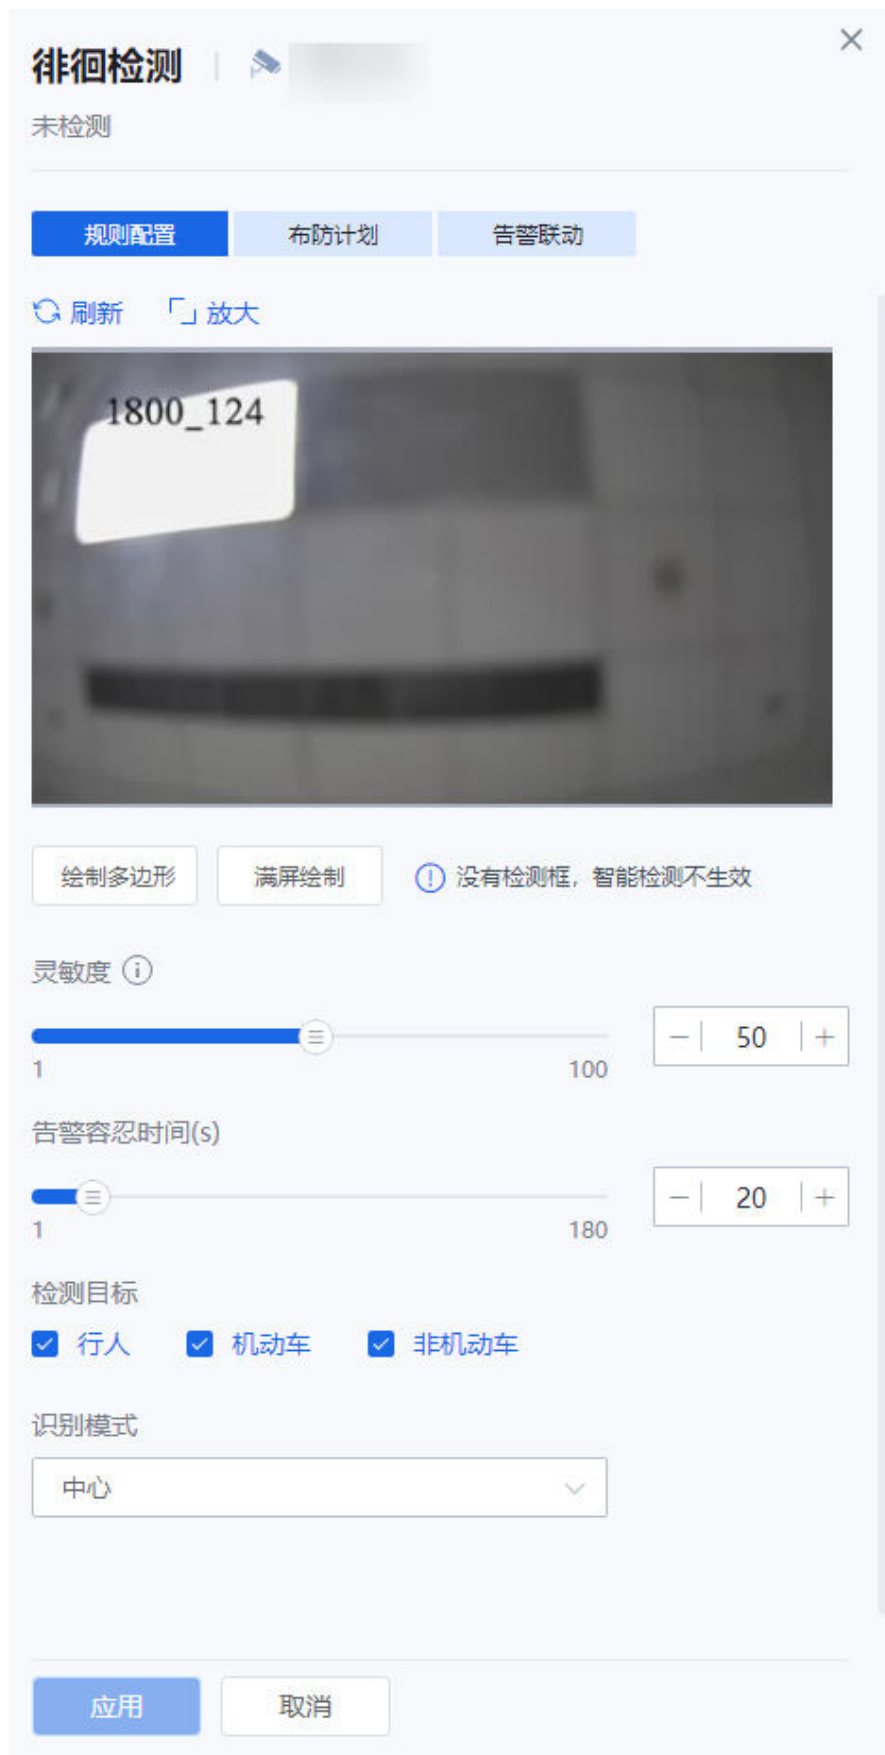 徘徊检测
未检测
规则配置 布防计划 告警联动
刷新 放大
1800_124
绘制多边形 满屏绘制 没有检测框，智能检测不生效
灵敏度
50
1 100
告警容忍时间(s)
20
1 180
检测目标
行人 机动车 非机动车
识别模式
中心
应用 取消